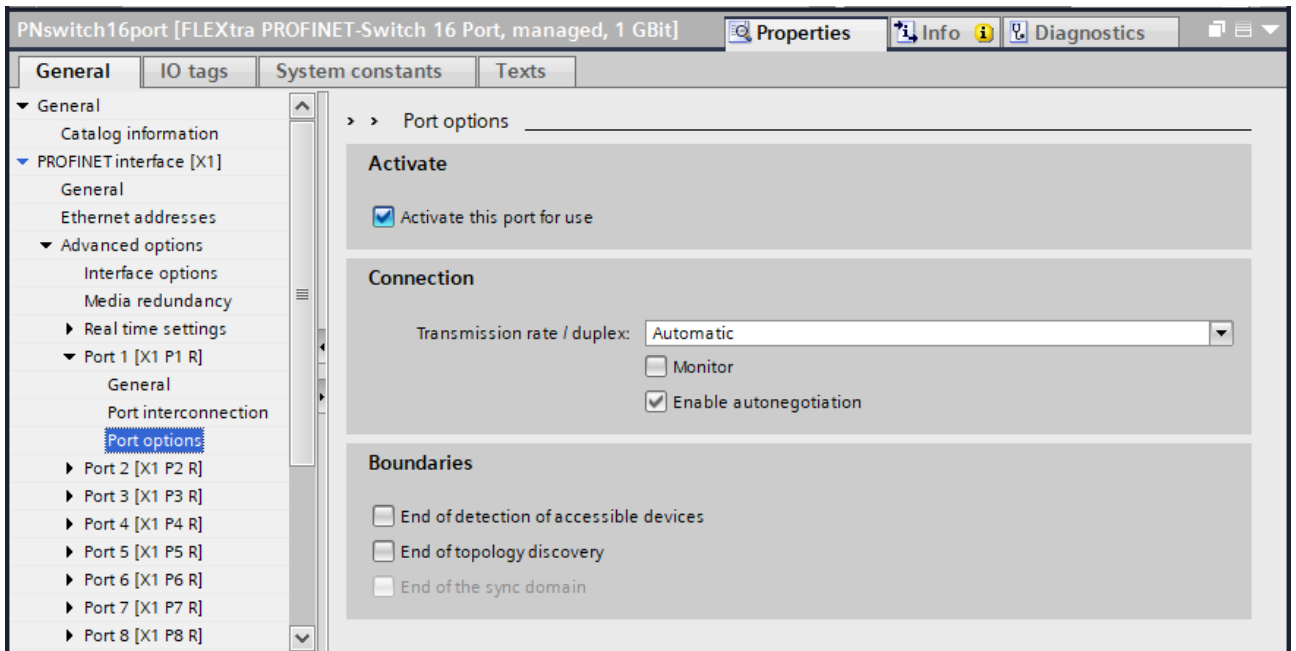 PNswitch16port [FLEXtra PROFINET-Switch 16 Port, managed, 1 GBit]
Properties
Info
Diagnostics
General
IO tags
System constants
Texts
General
Catalog information
PROFINET interface [X1]
General
Ethernet addresses
Advanced options
Interface options
Media redundancy
Real time settings
Port 1 [X1 P1 R]
General
Port interconnection
Port options
Port 2 [X1 P2 R]
Port 3 [X1 P3 R]
Port 4 [X1 P4 R]
Port 5 [X1 P5 R]
Port 6 [X1 P6 R]
Port 7 [X1 P7 R]
Port 8 [X1 P8 R]
Port options
Activate
Activate this port for use
Connection
Transmission rate / duplex: Automatic
Monitor
Enable autonegotiation
Boundaries
End of detection of accessible devices
End of topology discovery
End of the sync domain